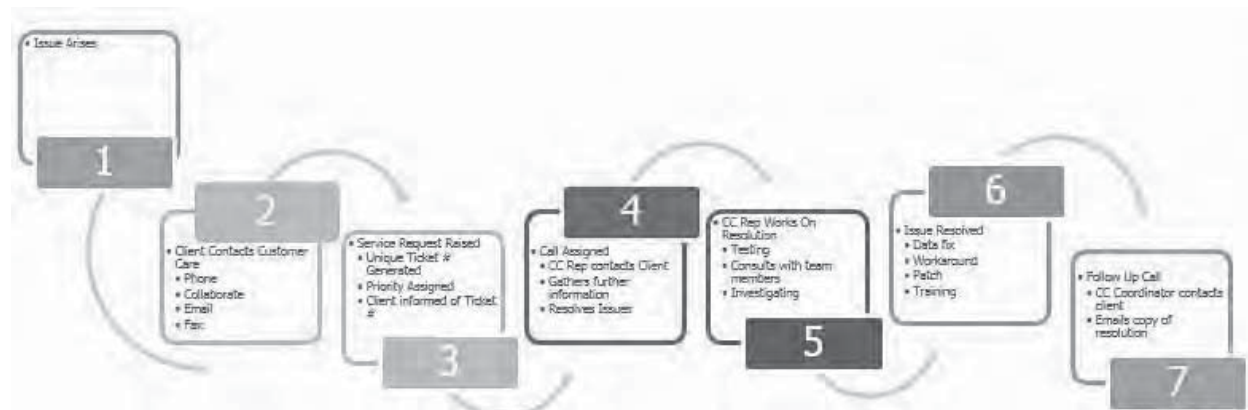 • Issue Arises
1
2
• Client Contacts Customer
Care
• Phone
• Collaborate
• Email
• Fax
• Service Request Raised
• Unique Ticket #
Generated
• Priority Assigned
• Client informed of Ticket
#
3
4
• Call Assigned
• CC Rep contacts Client
• Gathers further
information
• Resolves Issues
• CC Rep Works On
Resolution
• Testing
• Consults with team
members
• Investigating
5
6
• Issue Resolved
• Data fix
• Workaround
• Patch
• Training
• Follow Up Call
• CC Coordinator contacts
client
• Emails copy of
resolution
7